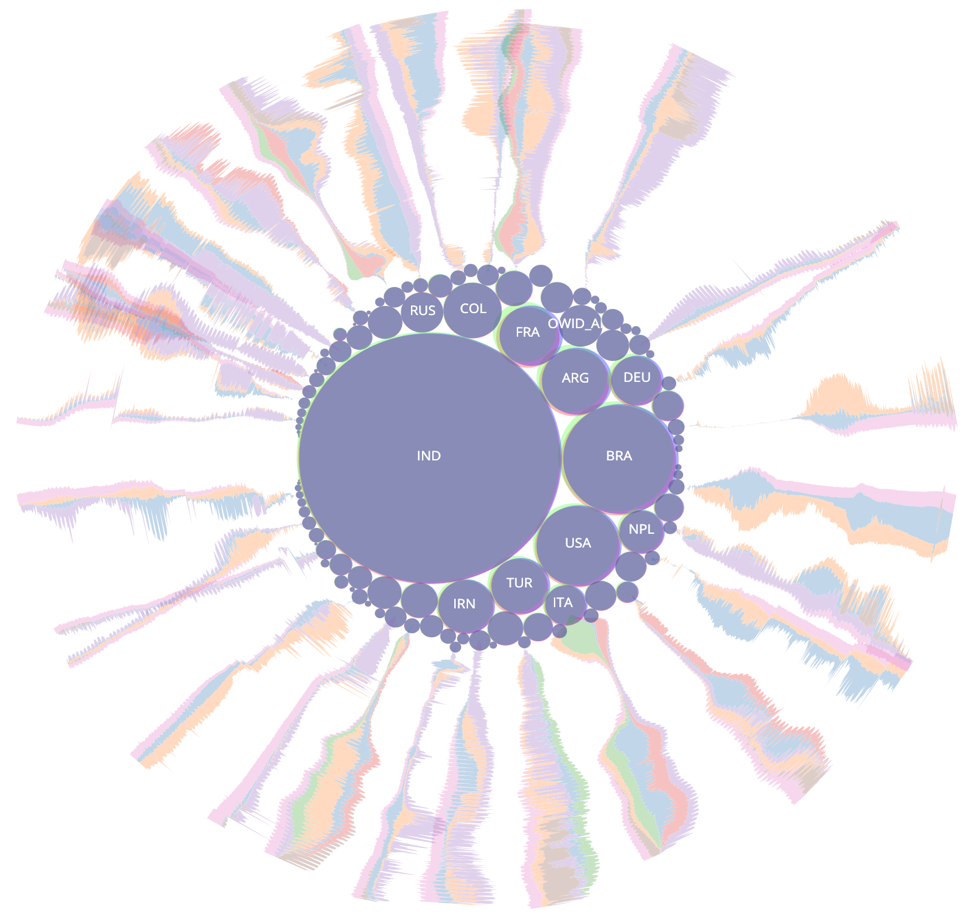 RUS
COL
FRA
OWID_A
ARG
DEU
IND
BRA
NPL
USA
TUR
ITA
IRN